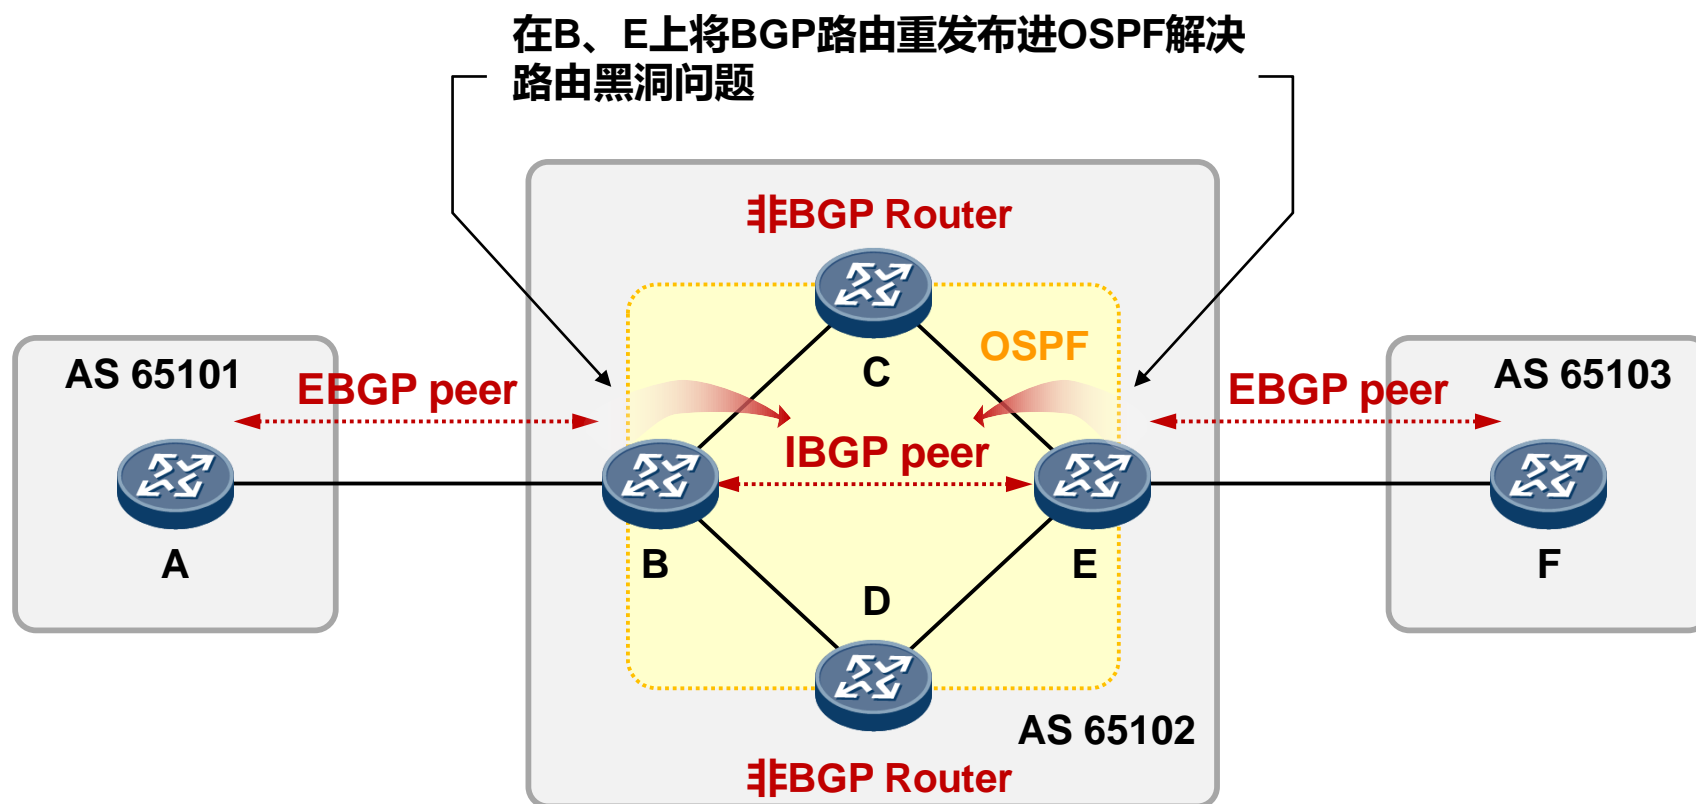 在B、E上将BGP路由重发布进OSPF解决
路由黑洞问题
非BGP Router
OSPF
C
AS 65101
EBGP peer
AS 65103
EBGP peer
IBGP peer
A
B
E
F
D
AS 65102
非BGP Router